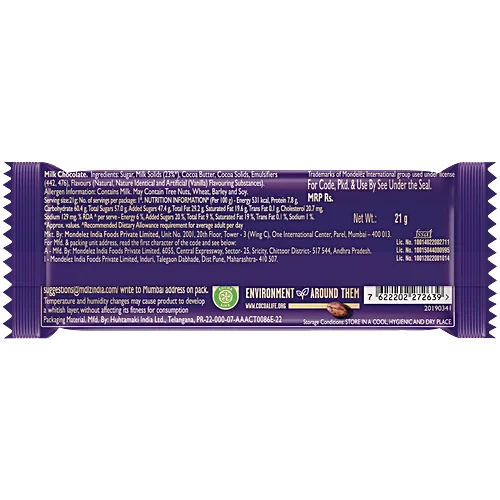 Milk Chocolate. Ingredients: Sugar, Milk Solids (23%*), Cocoa Butter, Cocoa Solids, Emulsifiers
(442, 476), Flavours (Natural, Nature Identical and Artificial (Vanilla) Flavouring Substances).
Allergen Information: Contains Milk. May Contain Tree Nuts, Wheat, Barley and Soy.
Serving size:21g; No. of servings per package: 1*. NUTRITION INFORMATION* (Per 100 g) - Energy 531 kcal, Protein 7.8 g,
Carbohydrate 60.4 g, Total Sugars 57.0 g, Added Sugars 47.4 g, Total Fat 29.2 g, Saturated Fat 19.6 g, Trans Fat 0.1 g, Cholesterol 20.7 mg,
Sodium 129 mg. % RDA * per serve - Energy 6 %, Added Sugars 20 %, Total Fat 9 %, Saturated Fat 19 %, Trans Fat 0.1 %, Sodium 1 %.
*Approx. values. *Recommended Dietary Allowance requirement for average adult per day
Mkt. By: Mondelez India Foods Private Limited, Unit No. 2001, 20th Floor, Tower - 3 (Wing C), One International Center, Parel, Mumbai – 400 013.
For Mfd. & packing unit address, read the first character of the code and see below:
A - Mfd. By: Mondelez India Foods Private Limited, 6055, Central Expressway, Sector- 25, Sricity, Chittoor District- 517 544, Andhra Pradesh.
I - Mondelez India Foods Private Limited, Induri, Talegaon Dabhade, Dist Pune, Maharashtra- 410 507.
Trademarks of Mondelez International group used under license
For Code, Pkd. & Use By See Under the Seal.
MRP Rs.
Net Wt.: 21 g
fssai
Lic. No. 10014022002711
Lic. No. 10015044000995
Lic. No. 10012022001014
suggestions@mdlzindia.com/ write to Mumbai address on pack.
Temperature and humidity changes may cause product to develop
a whitish layer, without affecting its fitness for consumption
Packaging Material. Mfd. By: Huhtamaki India Ltd., Telangana, PR-22-000-07-AAACT0086E-22
ENVIRONMENT AROUND THEM
WWW.COCOALIFE.ORG
7 622202 272639 >
20190341
Storage Conditions: STORE IN A COOL, HYGIENIC AND DRY PLACE.